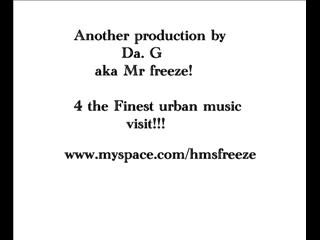 Another production by
Da. G
aka Mr freeze!
4 the Finest urban music
visit!!!
www.myspace.com/hmsfreeze